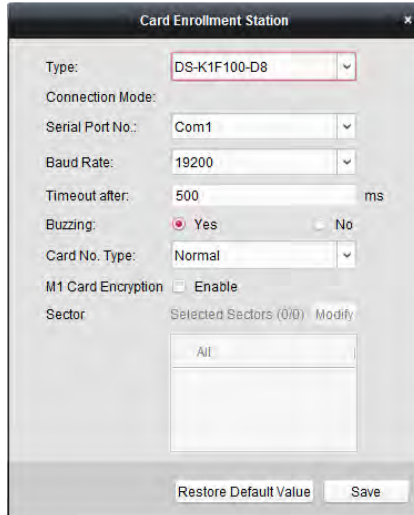 Card Enrollment Station ×
Type: DS-K1F100-D8
Connection Mode:
Serial Port No.: Com1
Baud Rate: 19200
Timeout after: 500 ms
Buzzing: Yes No
Card No. Type: Normal
M1 Card Encryption Enable
Sector Selected Sectors (0/0) Modify
All
Restore Default Value Save